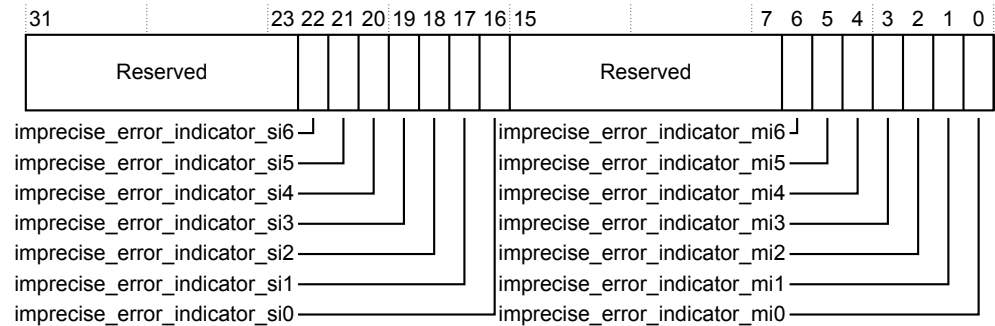 31 23 22 21 20 19 18 17 16 15 7 6 5 4 3 2 1 0
Reserved Reserved
imprecise_error_indicator_si6 imprecise_error_indicator_mi6
imprecise_error_indicator_si5 imprecise_error_indicator_mi5
imprecise_error_indicator_si4 imprecise_error_indicator_mi4
imprecise_error_indicator_si3 imprecise_error_indicator_mi3
imprecise_error_indicator_si2 imprecise_error_indicator_mi2
imprecise_error_indicator_si1 imprecise_error_indicator_mi1
imprecise_error_indicator_si0 imprecise_error_indicator_mi0